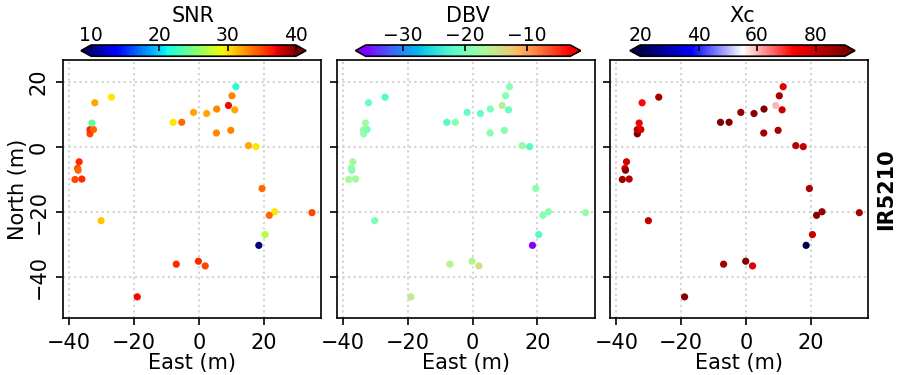 SNR DBV Xc
10 20 30 40 −30 −20 −10 20 40 60 80
20
0
−20
−40
North (m)
IR5210
−40 −20 0 20 −40 −20 0 20 −40 −20 0 20
East (m) East (m) East (m)